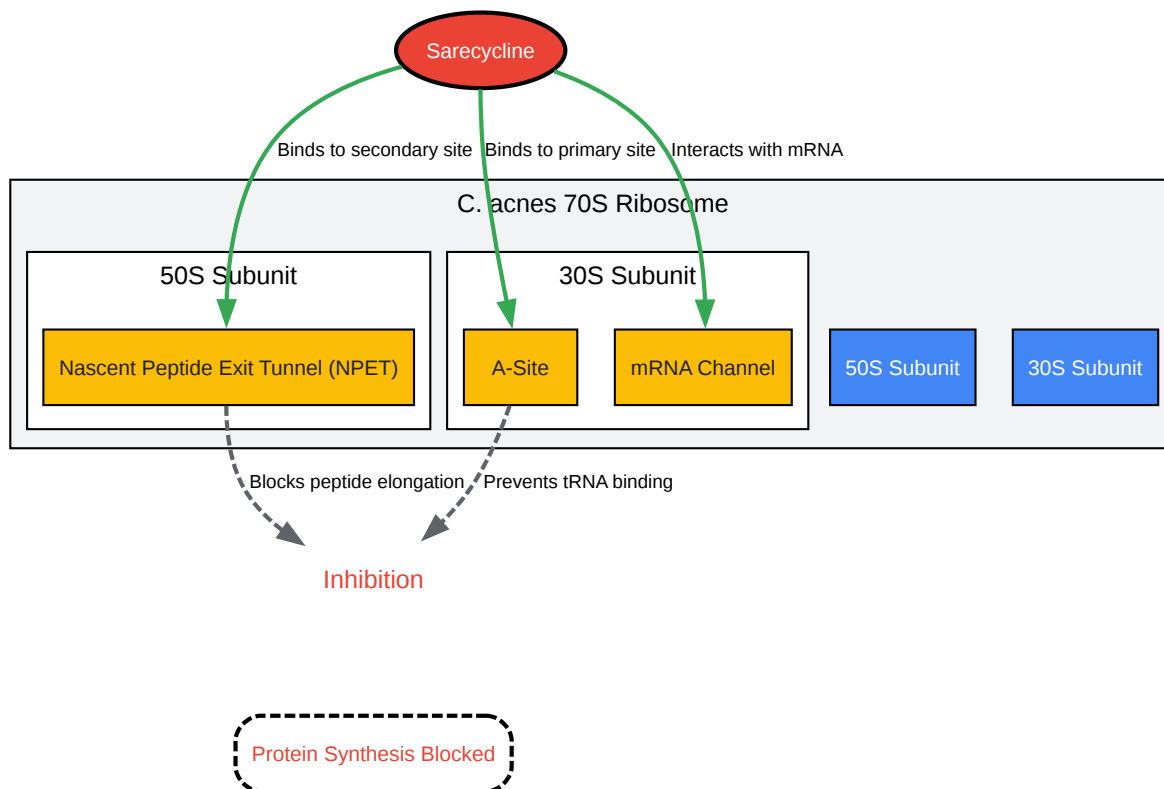 Sarecycline
Binds to secondary site
Binds to primary site
Interacts with mRNA
C. acnes 70S Ribosome
50S Subunit
30S Subunit
Nascent Peptide Exit Tunnel (NPET)
A-Site
mRNA Channel
50S Subunit
30S Subunit
Blocks peptide elongation
Prevents tRNA binding
Inhibition
Protein Synthesis Blocked